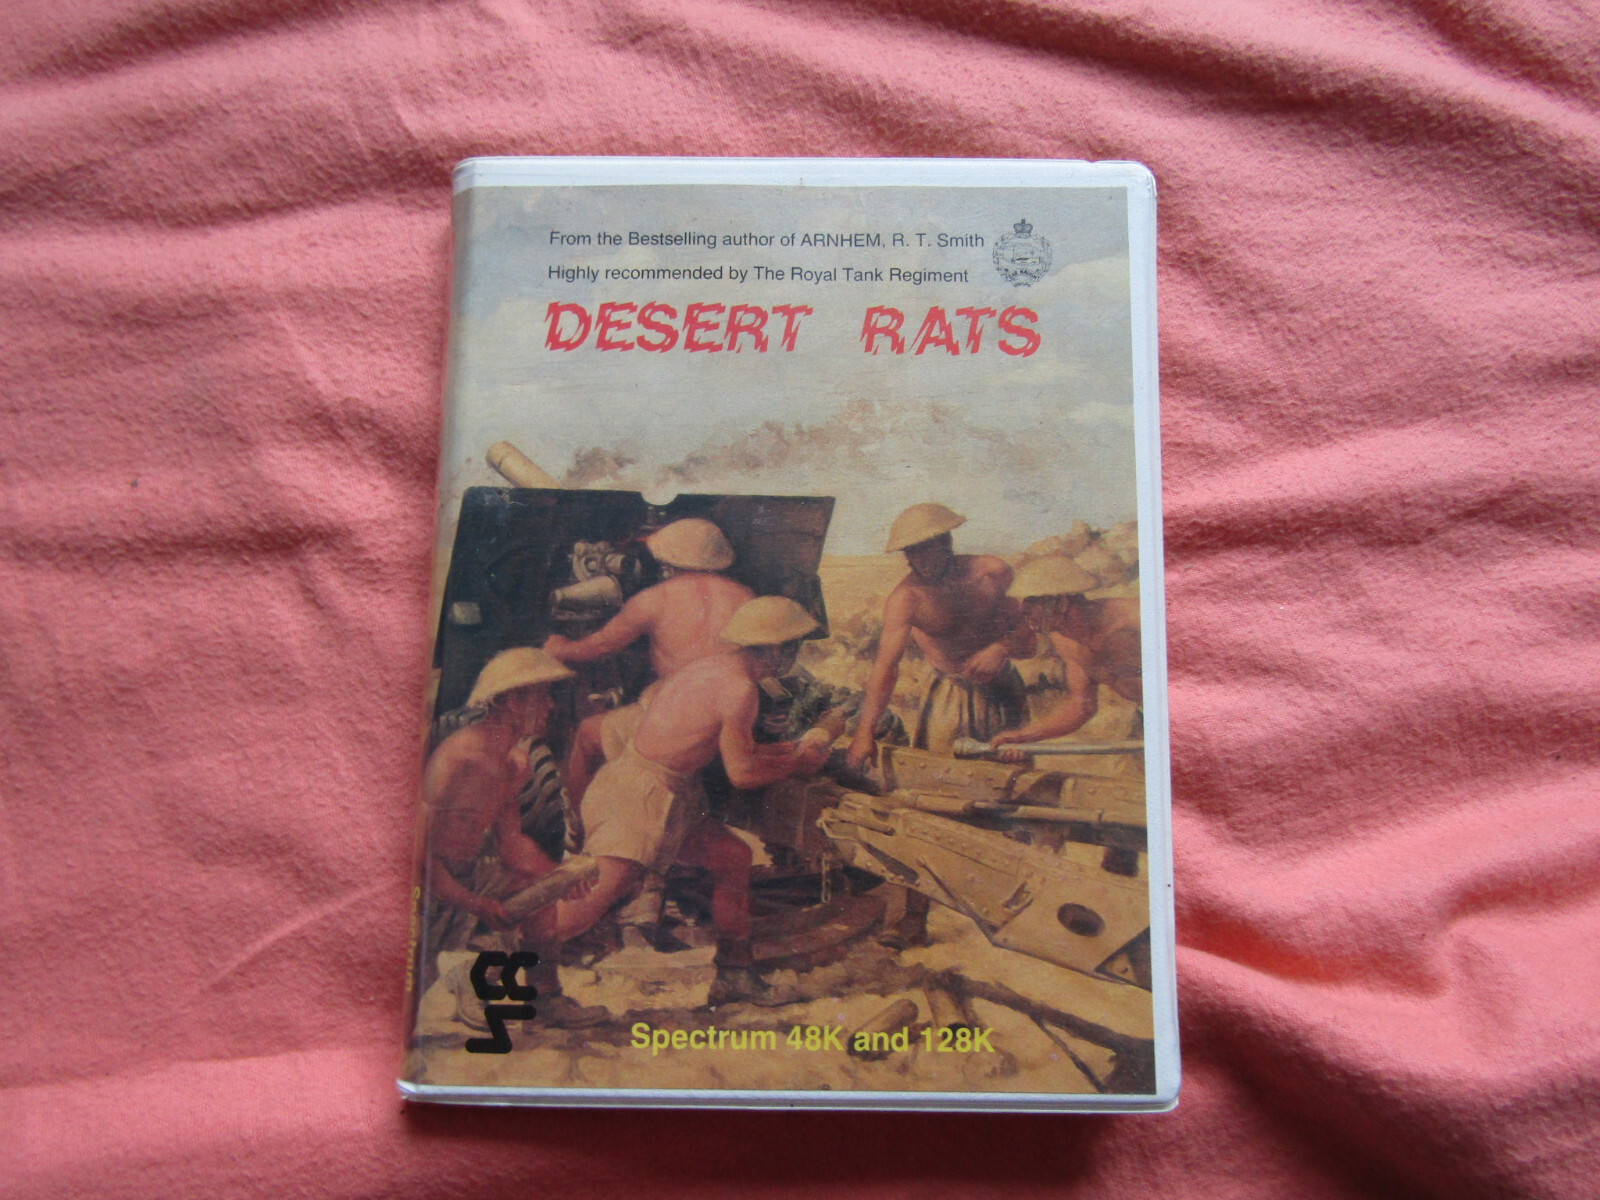 From the Bestselling author of ARNHEM, R. T. Smith
Highly recommended by The Royal Tank Regiment
DESERT RATS
Spectrum 48K and 128K
Spectrum